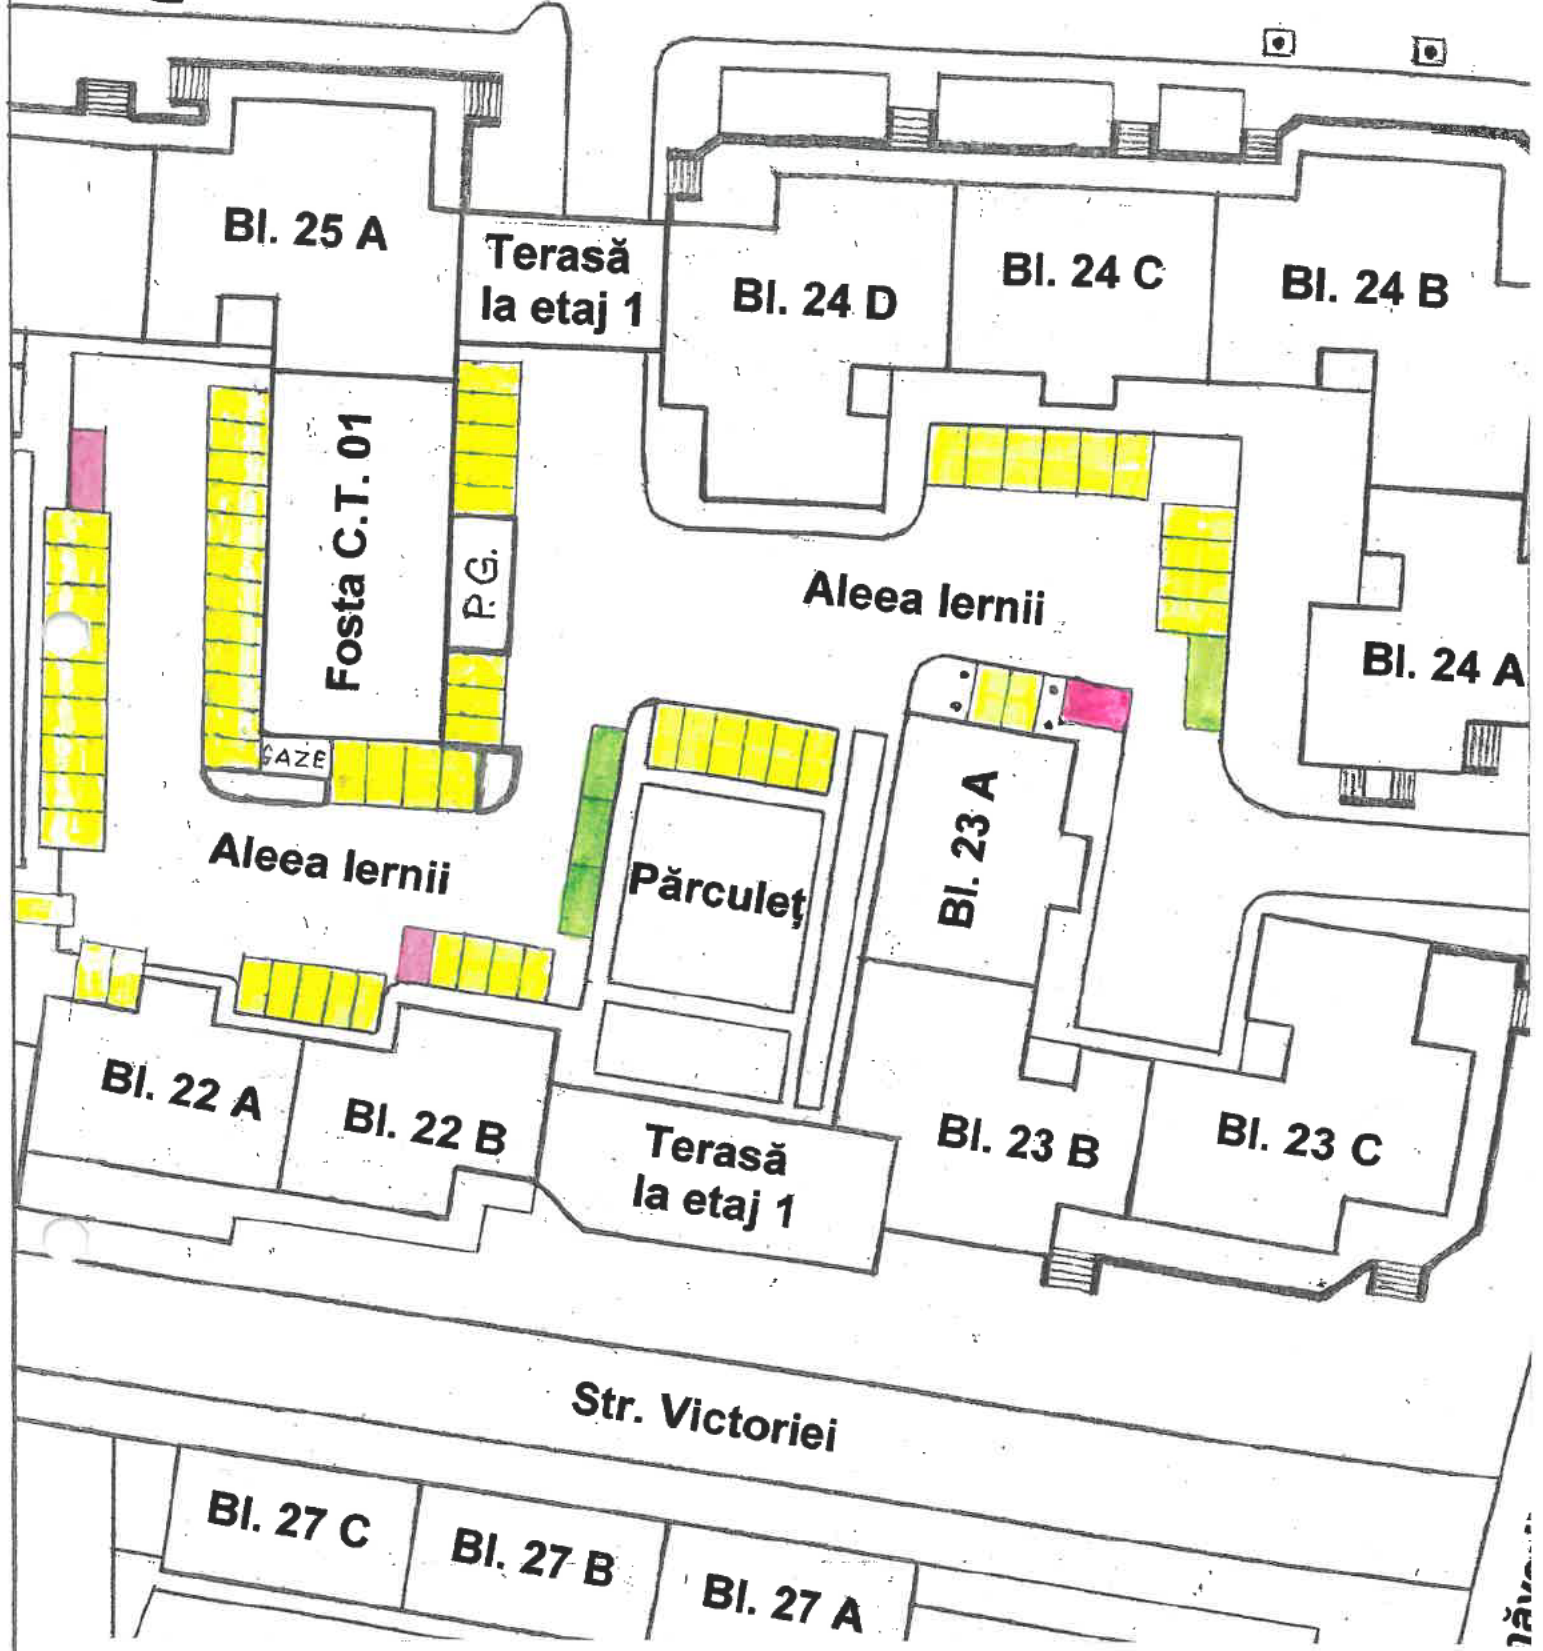 Bl. 25 A
Terasă
la etaj 1
Bl. 24 D
Bl. 24 C
Bl. 24 B
Fosta C.T. 01
P.G.
Aleea Iernii
Bl. 24 A
GAZE
Aleea Iernii
Părculeț
Bl. 23 A
Bl. 22 A
Bl. 22 B
Terasă
la etaj 1
Bl. 23 B
Bl. 23 C
Str. Victoriei
Bl. 27 C
Bl. 27 B
Bl. 27 A